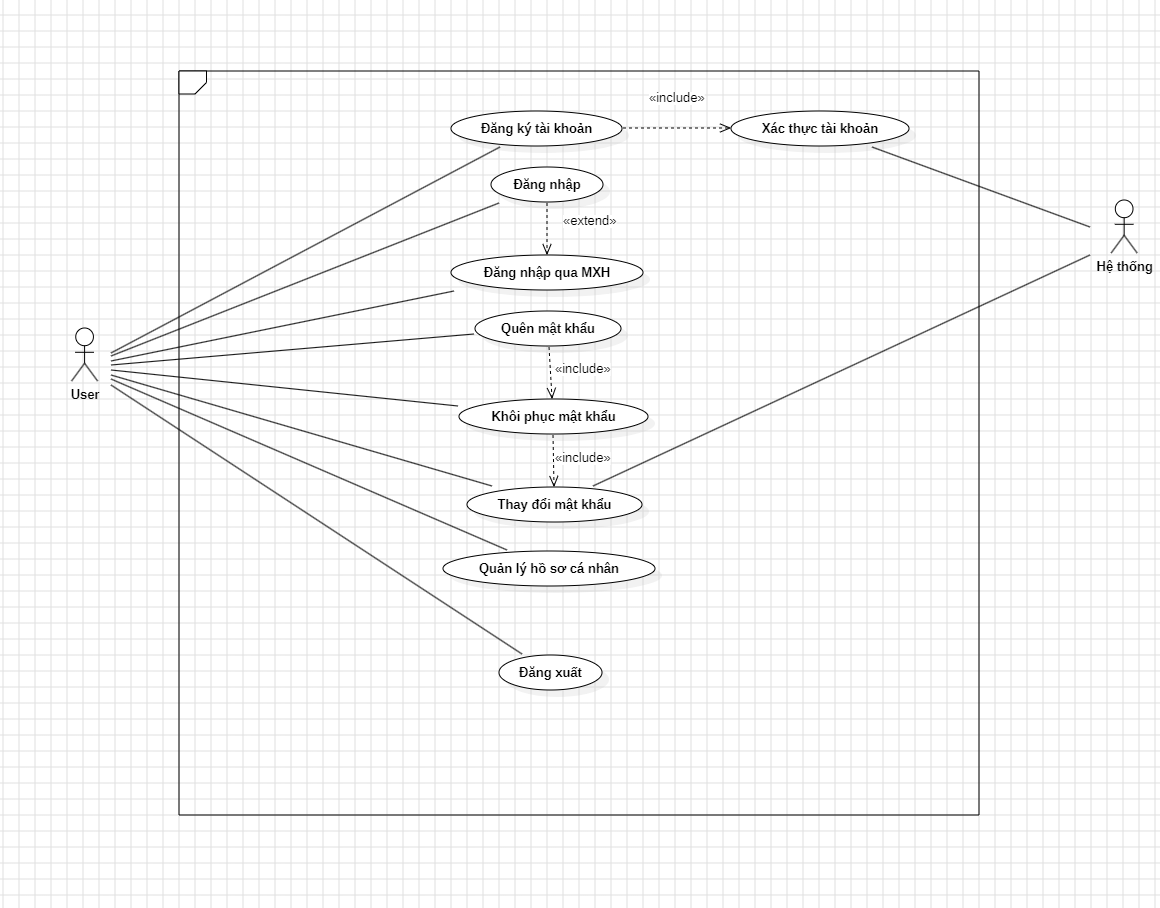 «include»
Đăng ký tài khoản
Xác thực tài khoản
Đăng nhập
«extend»
Hệ thống
Đăng nhập qua MXH
Quên mật khẩu
«include»
User
Khôi phục mật khẩu
«include»
Thay đổi mật khẩu
Quản lý hồ sơ cá nhân
Đăng xuất